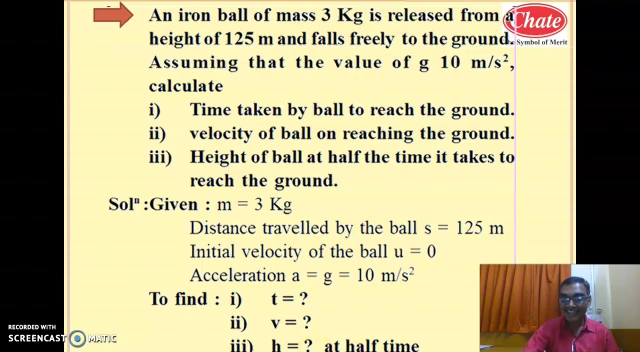 An iron ball of mass 3 Kg is released from a
height of 125 m and falls freely to the ground.
Assuming that the value of g 10 m/s²,
calculate
i) Time taken by ball to reach the ground.
ii) velocity of ball on reaching the ground.
iii) Height of ball at half the time it takes to
reach the ground.
Solⁿ : Given : m = 3 Kg
Distance travelled by the ball s = 125 m
Initial velocity of the ball u = 0
Acceleration a = g = 10 m/s²
To find : i) t = ?
ii) v = ?
iii) h = ? at half time
Chate
Symbol of Merit
RECORDED WITH
SCREENCAST MATIC